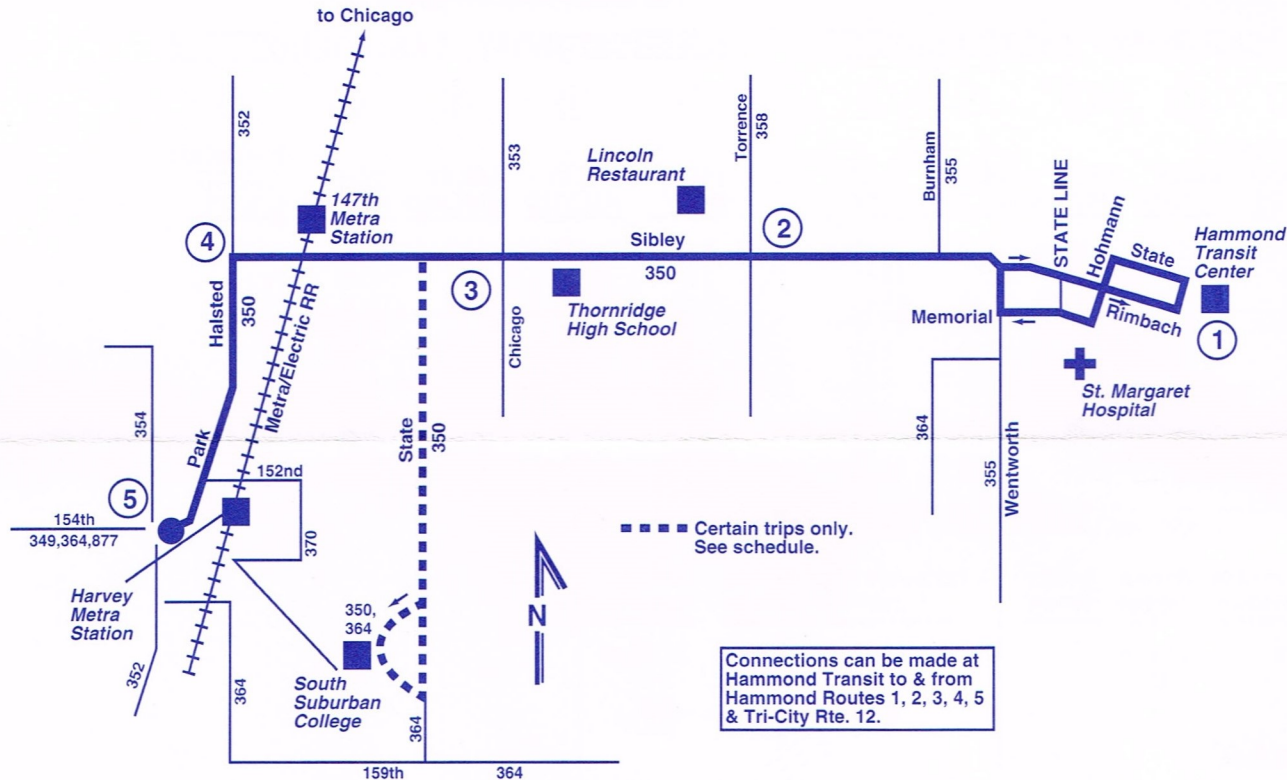 to Chicago
352
147th
Metra
Station
353
Lincoln
Restaurant
Torrence
358
Burnham
355
STATE LINE
Hohmann
State
Hammond
Transit
Center
4
Sibley
2
350
3
Thornridge
High School
Memorial
Rimbach
1
Halsted
350
Metra/Electric RR
Chicago
St. Margaret
Hospital
354
Park
State
350
364
355
Wentworth
152nd
5
154th
349,364,877
370
Certain trips only.
See schedule.
Harvey
Metra
Station
350,
364
N
352
364
South
Suburban
College
364
Connections can be made at
Hammond Transit to & from
Hammond Routes 1, 2, 3, 4, 5
& Tri-City Rte. 12.
159th
364